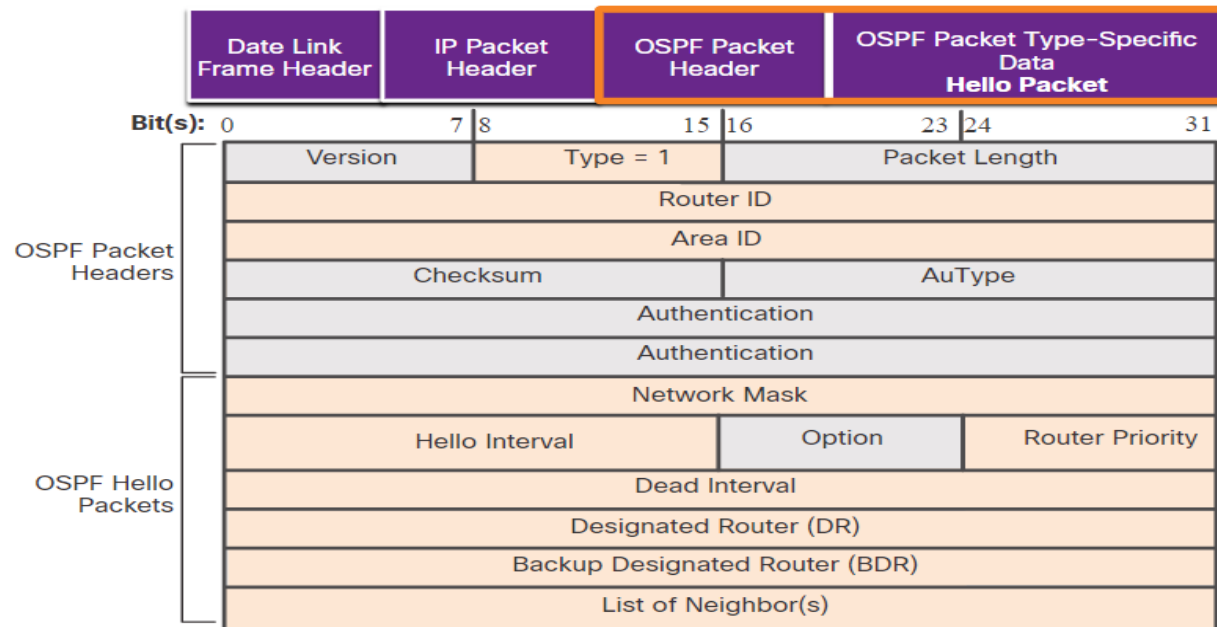 Date Link
Frame Header
IP Packet
Header
OSPF Packet
Header
OSPF Packet Type-Specific
Data
Hello Packet
Bit(s): 0 7 8 15 16 23 24 31
Version Type = 1 Packet Length
Router ID
Area ID
OSPF Packet
Headers
Checksum AuType
Authentication
Authentication
Network Mask
Hello Interval Option Router Priority
OSPF Hello
Packets
Dead Interval
Designated Router (DR)
Backup Designated Router (BDR)
List of Neighbor(s)